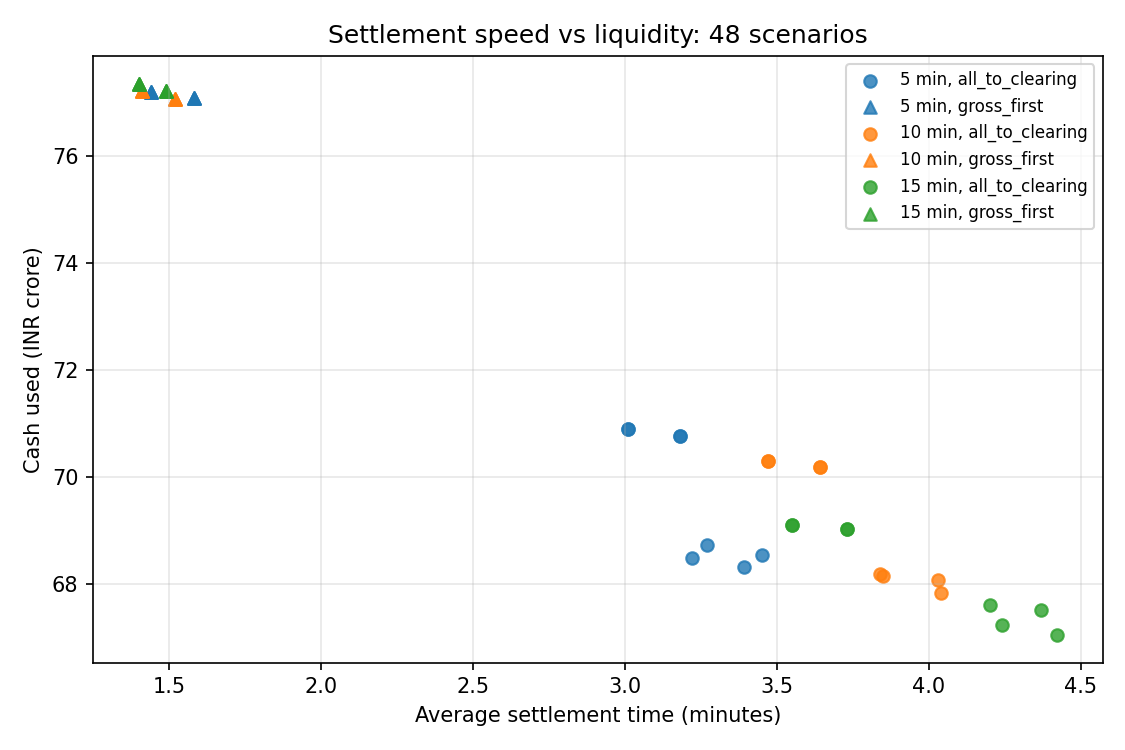 Settlement speed vs liquidity: 48 scenarios
5 min, all_to_clearing
5 min, gross_first
10 min, all_to_clearing
10 min, gross_first
15 min, all_to_clearing
15 min, gross_first
Cash used (INR crore)
76
74
72
70
68
1.5 2.0 2.5 3.0 3.5 4.0 4.5
Average settlement time (minutes)